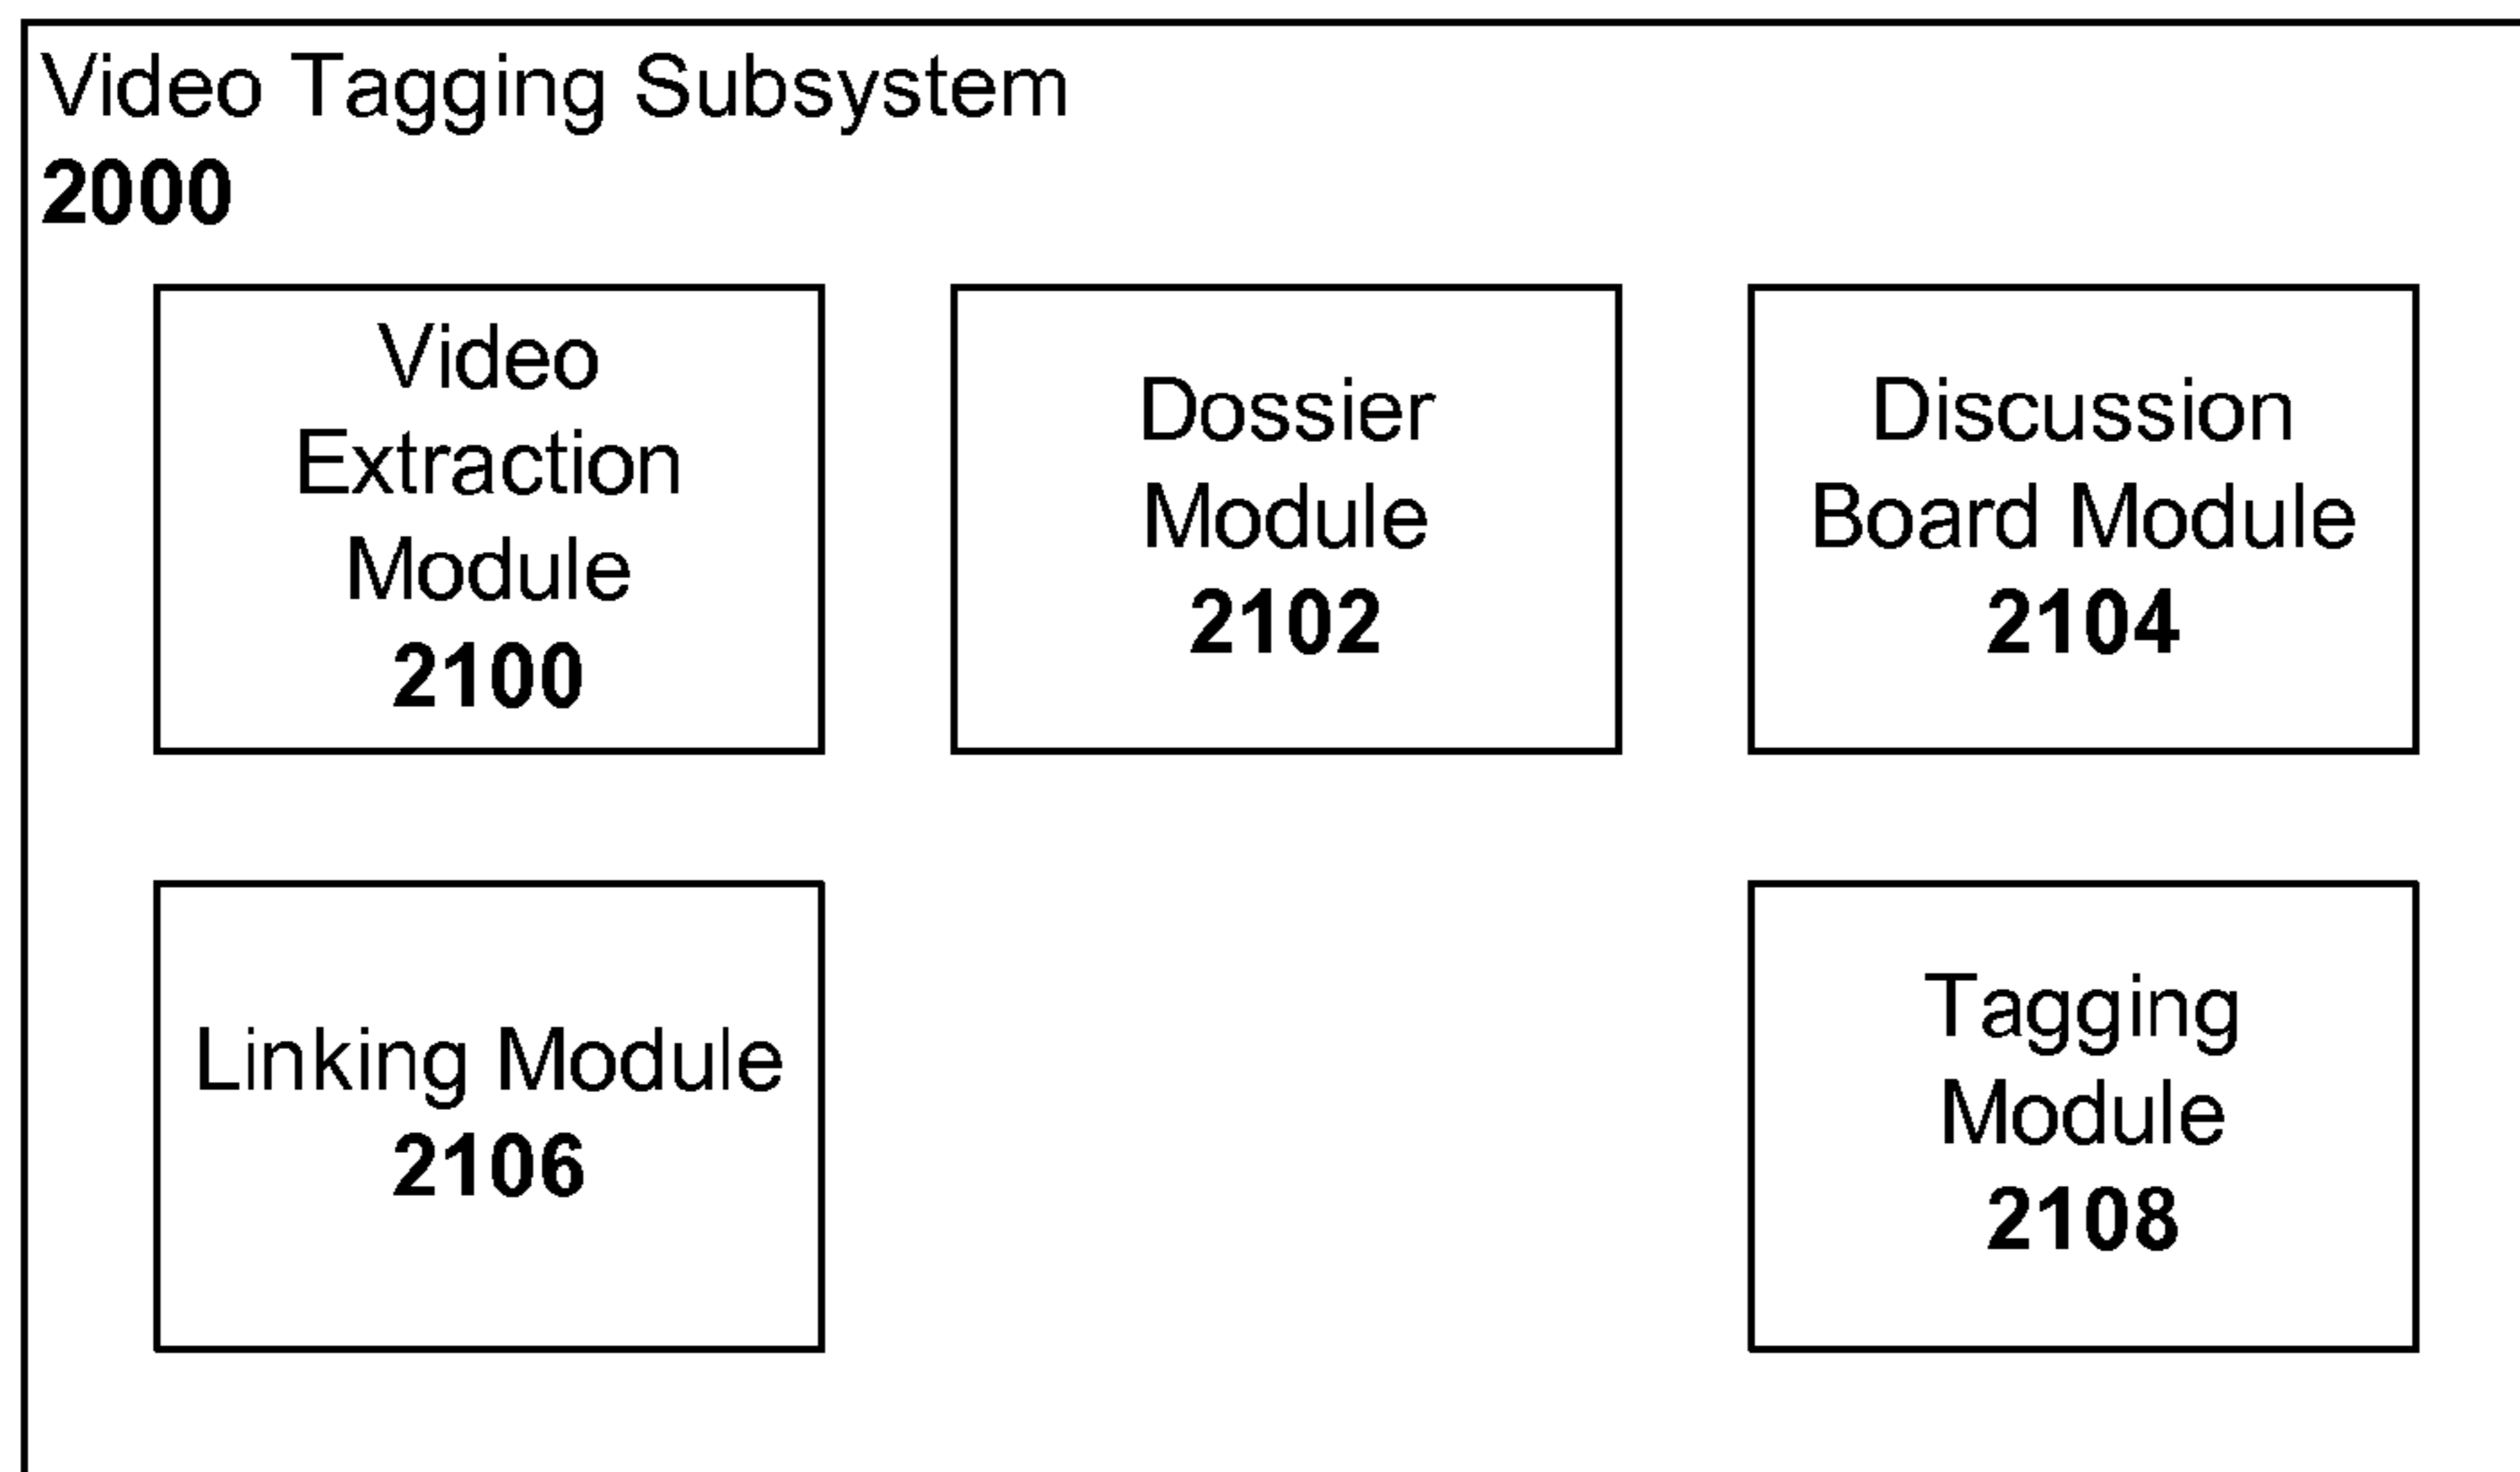 Video Tagging Subsystem
2000
Video
Extraction
Module
2100
Dossier
Module
2102
Discussion
Board Module
2104
Linking Module
2106
Tagging
Module
2108